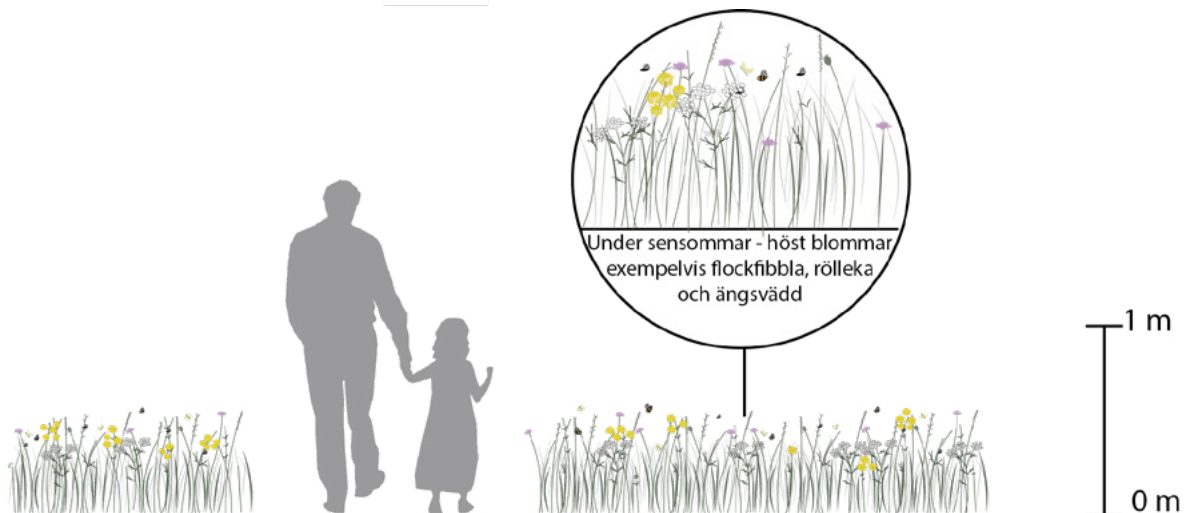 Under sensommar - höst blommar
exempelvis flockfibbla, rölleka
och ängsvädd
1 m
0 m